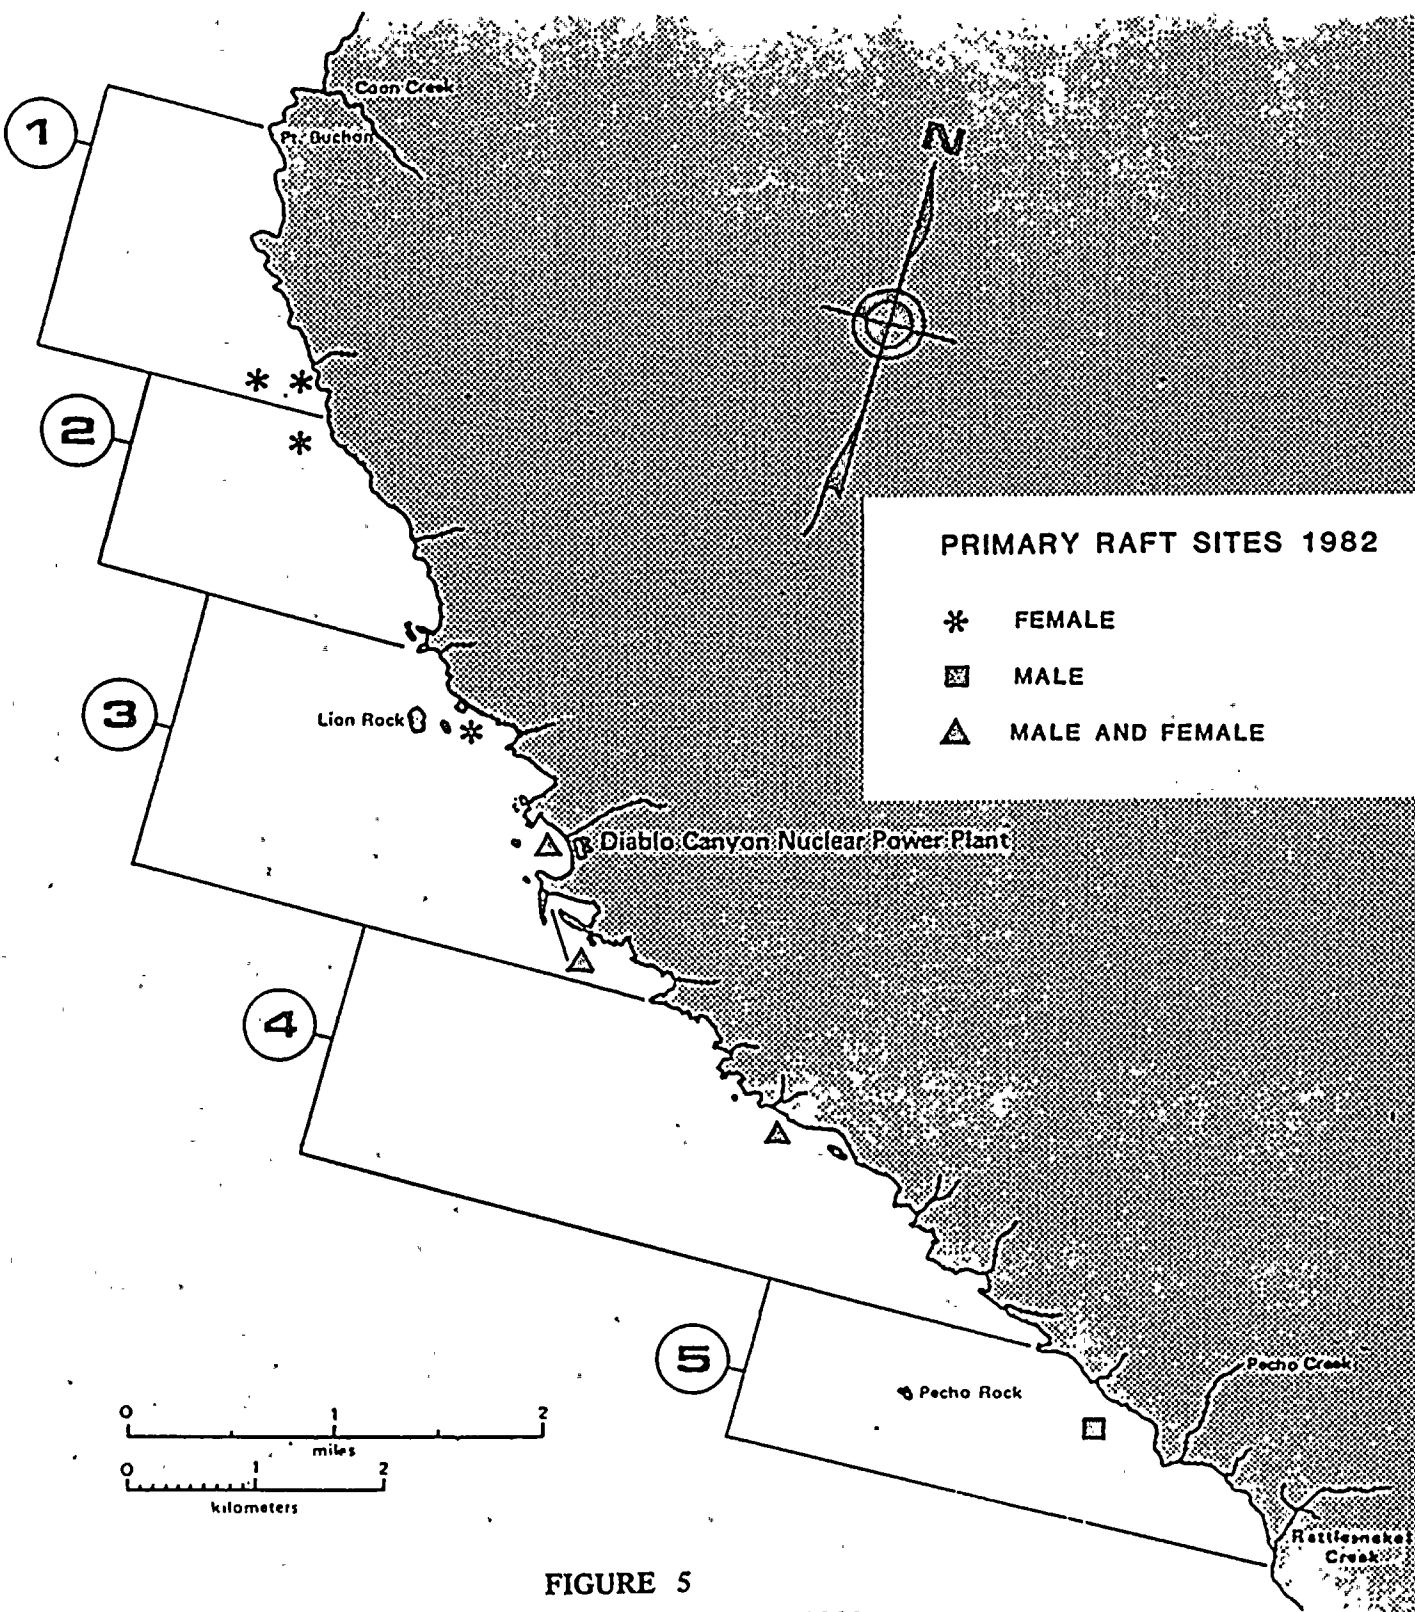 Coon Creek
1
Pt. Buchon
N
2
PRIMARY RAFT SITES 1982
FEMALE
MALE
3
Lion Rock
MALE AND FEMALE
Diablo Canyon Nuclear Power Plant
4
5
Pecho Creek
Pecho Rock
0 1 2
miles
0 1 2
kilometers
Rattlesnake
Creek
FIGURE 5